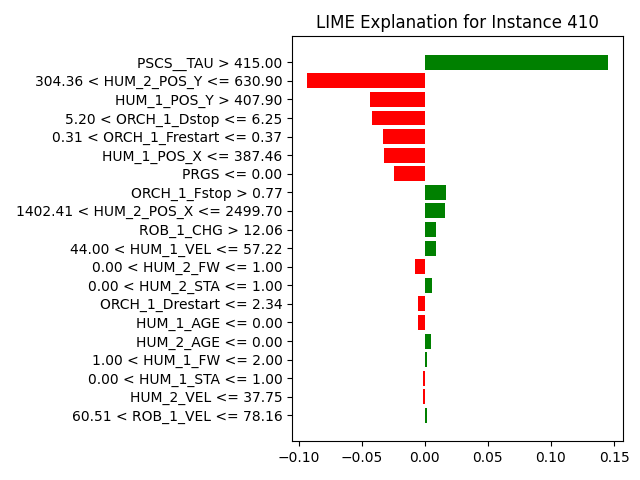 LIME Explanation for Instance 410
PSCS__TAU > 415.00
304.36 < HUM_2_POS_Y <= 630.90
HUM_1_POS_Y > 407.90
5.20 < ORCH_1_Dstop <= 6.25
0.31 < ORCH_1_Frestart <= 0.37
HUM_1_POS_X <= 387.46
PRGS <= 0.00
ORCH_1_Fstop > 0.77
1402.41 < HUM_2_POS_X <= 2499.70
ROB_1_CHG > 12.06
44.00 < HUM_1_VEL <= 57.22
0.00 < HUM_2_FW <= 1.00
0.00 < HUM_2_STA <= 1.00
ORCH_1_Drestart <= 2.34
HUM_1_AGE <= 0.00
HUM_2_AGE <= 0.00
1.00 < HUM_1_FW <= 2.00
0.00 < HUM_1_STA <= 1.00
HUM_2_VEL <= 37.75
60.51 < ROB_1_VEL <= 78.16
−0.10 −0.05 0.00 0.05 0.10 0.15